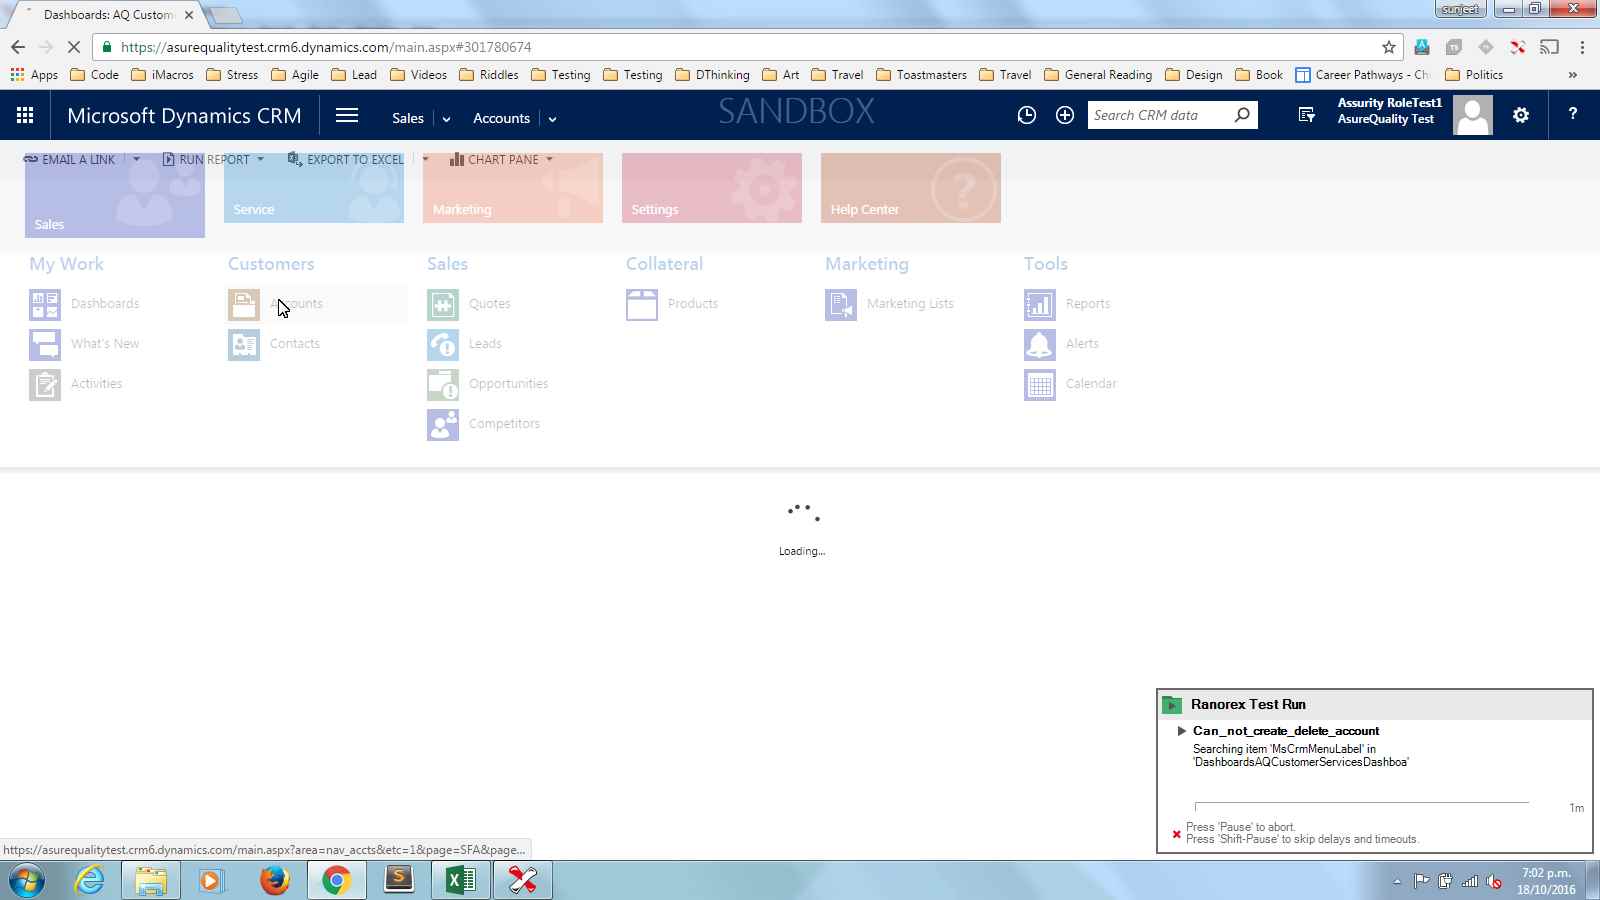 Dashboards: AQ Custom
sunjeet
https://asurequalitytest.crm6.dynamics.com/main.aspx#301780674
Apps Code iMacros Stress Agile Lead Videos Riddles Testing Testing DThinking Art Travel Toastmasters Travel General Reading Design Book Career Pathways - Ch Politics »
Microsoft Dynamics CRM Sales Accounts SANDBOX Search CRM data Assurity RoleTest1 ?
AsureQuality Test
EMAIL A LINK RUN REPORT EXPORT TO EXCEL CHART PANE
Sales Service Marketing Settings Help Center
My Work Customers Sales Collateral Marketing Tools
Dashboards Accounts Quotes Products Marketing Lists Reports
What's New Contacts Leads Alerts
Activities Opportunities Calendar
Competitors
Loading...
Ranorex Test Run
Can_not_create_delete_account
Searching item 'MsCrmMenuLabel' in
'DashboardsAQCustomerServicesDashboa'
1m
Press 'Pause' to abort.
Press 'Shift-Pause' to skip delays and timeouts.
https://asurequalitytest.crm6.dynamics.com/main.aspx?area=nav_accts&etc=1&page=SFA&page...
7:02 p.m.
18/10/2016